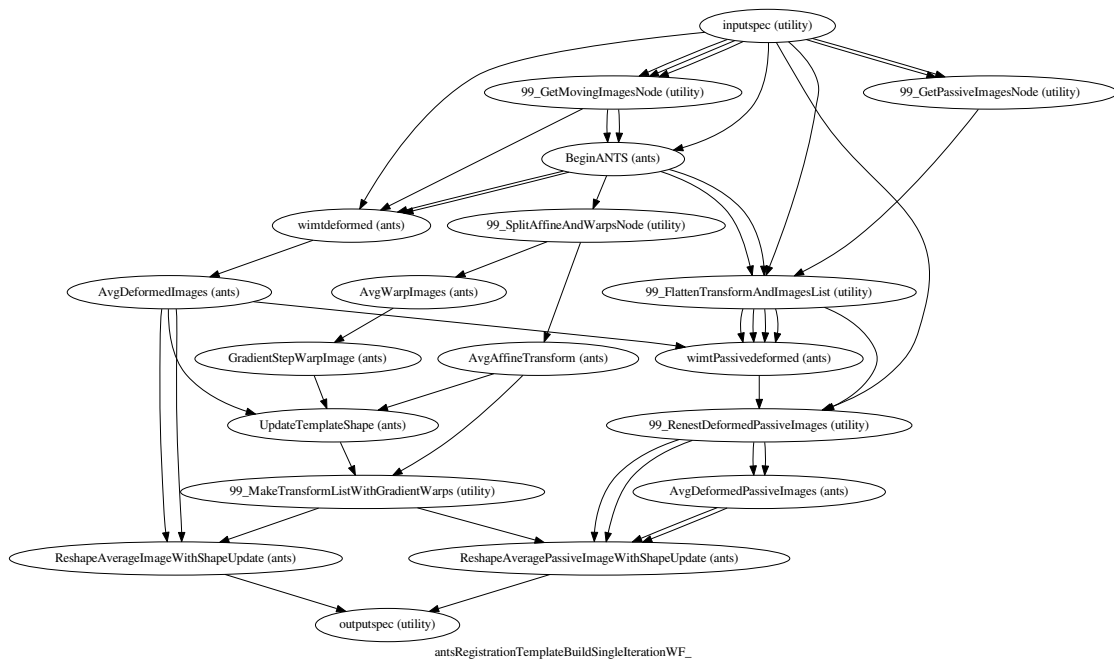 inputspec (utility)
99_GetMovingImagesNode (utility)
99_GetPassiveImagesNode (utility)
BeginANTS (ants)
wimtdeformed (ants)
99_SplitAffineAndWarpsNode (utility)
AvgDeformedImages (ants)
AvgWarpImages (ants)
99_FlattenTransformAndImagesList (utility)
GradientStepWarpImage (ants)
AvgAffineTransform (ants)
wimtPassivedeformed (ants)
UpdateTemplateShape (ants)
99_RenestDeformedPassiveImages (utility)
99_MakeTransformListWithGradientWarps (utility)
AvgDeformedPassiveImages (ants)
ReshapeAverageImageWithShapeUpdate (ants)
ReshapeAveragePassiveImageWithShapeUpdate (ants)
outputspec (utility)
antsRegistrationTemplateBuildSingleIterationWF_